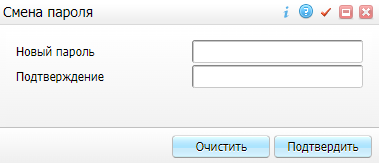 Смена пароля
Новый пароль
Подтверждение
Очистить Подтвердить